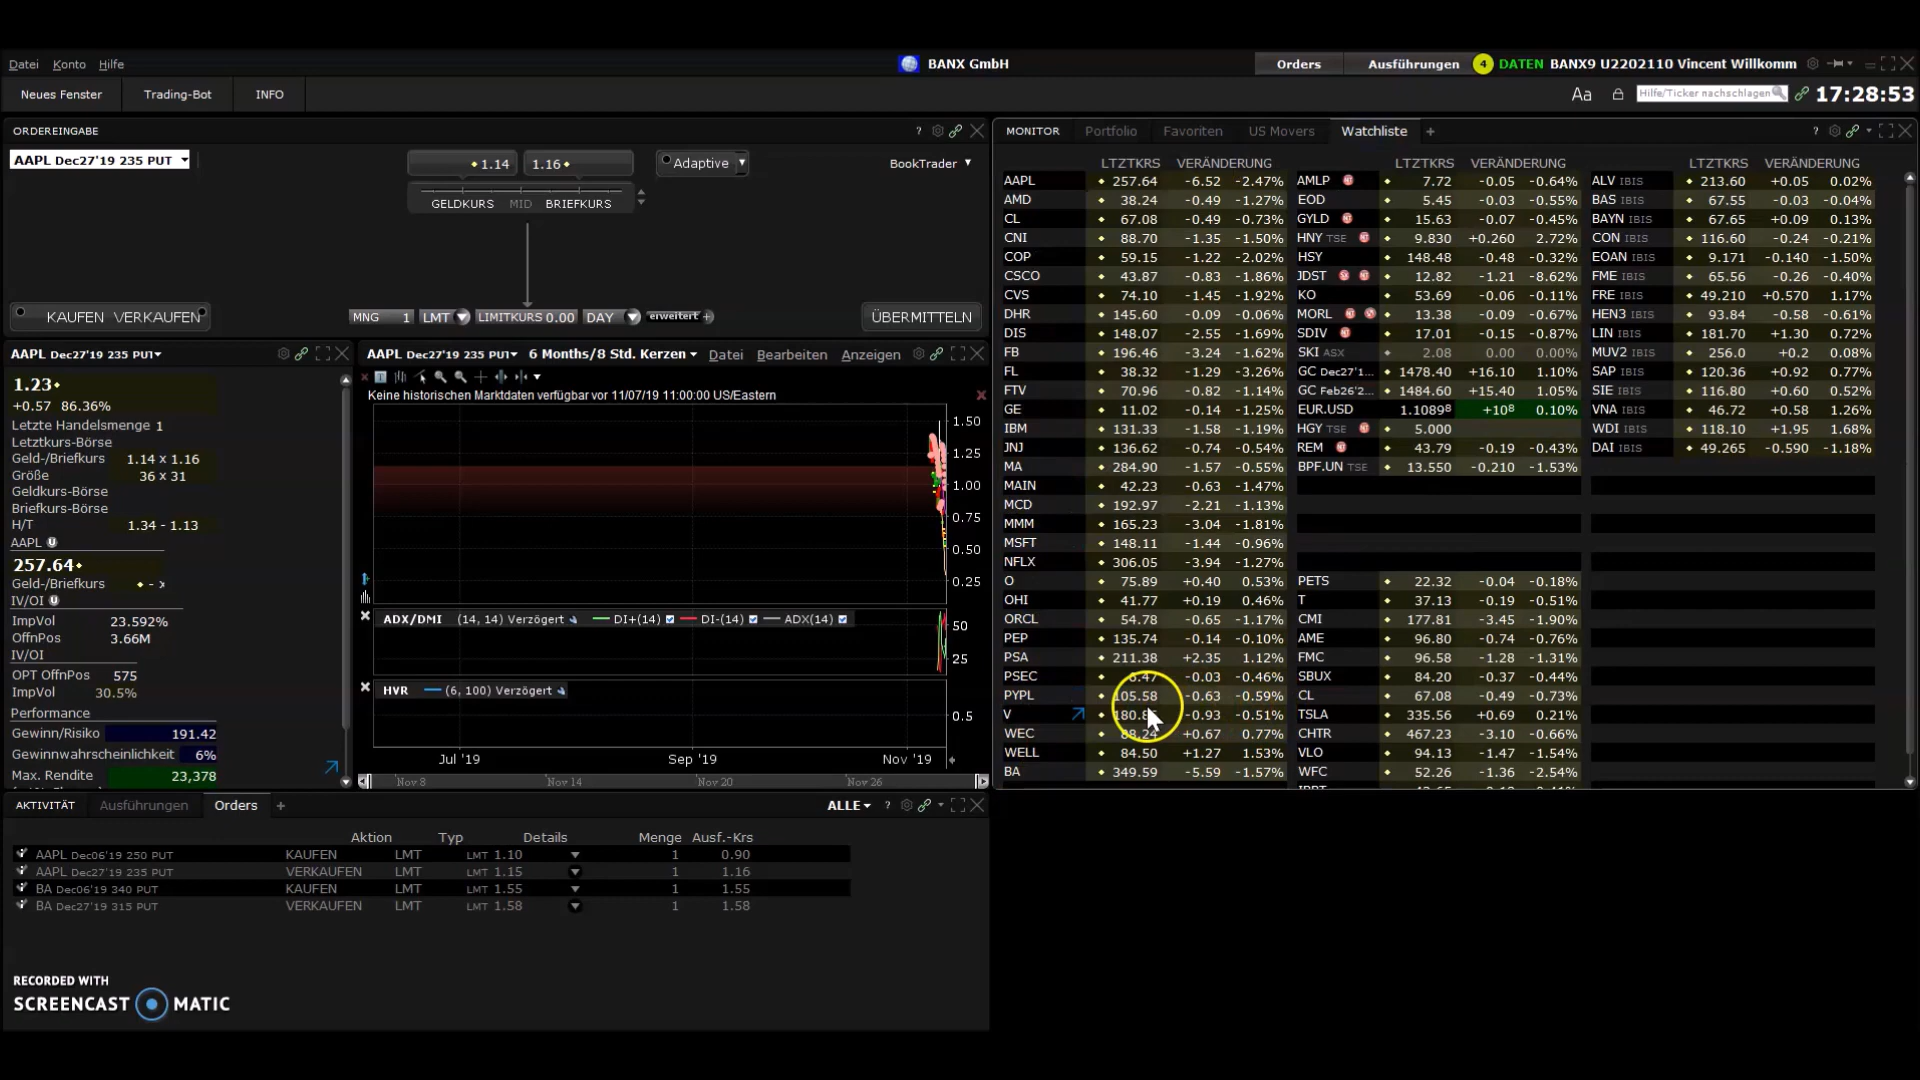 Datei Konto Hilfe BANX GmbH Orders Ausführungen 4 DATEN BANX9 U2202110 Vincent Willkomm
Neues Fenster Trading-Bot INFO Aa Hilfe/Ticker nachschlagen 17:28:53
ORDEREINGABE ?
AAPL Dec27'19 235 PUT 1.14 1.16 Adaptive BookTrader
GELDKURS MID BRIEFKURS
KAUFEN VERKAUFEN MNG 1 LMT LIMITKURS 0.00 DAY erweitert + ÜBERMITTELN
AAPL Dec27'19 235 PUT
1.23
+0.57 86.36%
Letzte Handelsmenge 1
Letztkurs-Börse
Geld-/Briefkurs 1.14 x 1.16
Größe 36 x 31
Geldkurs-Börse
Briefkurs-Börse
H/T 1.34 - 1.13
AAPL U
257.64
Geld-/Briefkurs - x
IV/OI U
ImpVol 23.592%
OffnPos 3.66M
IV/OI
OPT OffnPos 575
ImpVol 30.5%
Performance
Gewinn/Risiko 191.42
Gewinnwahrscheinlichkeit 6%
Max. Rendite 23,378
AAPL Dec27'19 235 PUT 6 Months/8 Std. Kerzen Datei Bearbeiten Anzeigen
Keine historischen Marktdaten verfügbar vor 11/07/19 11:00:00 US/Eastern
1.50
1.25
1.00
0.75
0.50
0.25
ADX/DMI (14, 14) Verzögert DI+(14) DI-(14) ADX(14)
50
25
HVR (6, 100) Verzögert
0.5
Jul '19 Sep '19 Nov '19
Nov 8 Nov 14 Nov 20 Nov 26
AKTIVITÄT Ausführungen Orders + ALLE ?
Aktion Typ Details Menge Ausf.-Krs
AAPL Dec06'19 250 PUT KAUFEN LMT LMT 1.10 1 0.90
AAPL Dec27'19 235 PUT VERKAUFEN LMT LMT 1.15 1 1.16
BA Dec06'19 340 PUT KAUFEN LMT LMT 1.55 1 1.55
BA Dec27'19 315 PUT VERKAUFEN LMT LMT 1.58 1 1.58
RECORDED WITH
SCREENCAST MATIC
MONITOR Portfolio Favoriten US Movers Watchliste + ?
LTZTKRS VERÄNDERUNG LTZTKRS VERÄNDERUNG LTZTKRS VERÄNDERUNG
AAPL 257.64 -6.52 -2.47% AMLP 7.72 -0.05 -0.64% ALV IBIS 213.60 +0.05 0.02%
AMD 38.24 -0.49 -1.27% EOD 5.45 -0.03 -0.55% BAS IBIS 67.55 -0.03 -0.04%
CL 67.08 -0.49 -0.73% GYLD 15.63 -0.07 -0.45% BAYN IBIS 67.65 +0.09 0.13%
CNI 88.70 -1.35 -1.50% HNY TSE 9.830 +0.260 2.72% CON IBIS 116.60 -0.24 -0.21%
COP 59.15 -1.22 -2.02% HSY 148.48 -0.48 -0.32% EOAN IBIS 9.171 -0.140 -1.50%
CSCO 43.87 -0.83 -1.86% JDST 12.82 -1.21 -8.62% FME IBIS 65.56 -0.26 -0.40%
CVS 74.10 -1.45 -1.92% KO 53.69 -0.06 -0.11% FRE IBIS 49.210 +0.570 1.17%
DHR 145.60 -0.09 -0.06% MORL 13.38 -0.09 -0.67% HEN3 IBIS 93.84 -0.58 -0.61%
DIS 148.07 -2.55 -1.69% SDIV 17.01 -0.15 -0.87% LIN IBIS 181.70 +1.30 0.72%
FB 196.46 -3.24 -1.62% SKI ASX 2.08 0.00 0.00% MUV2 IBIS 256.0 +0.2 0.08%
FL 38.32 -1.29 -3.26% GC Dec27'1... 1478.40 +16.10 1.10% SAP IBIS 120.36 +0.92 0.77%
FTV 70.96 -0.82 -1.14% GC Feb26'2... 1484.60 +15.40 1.05% SIE IBIS 116.80 +0.60 0.52%
GE 11.02 -0.14 -1.25% EUR.USD 1.1089⁸ +10⁸ 0.10% VNA IBIS 46.72 +0.58 1.26%
IBM 131.33 -1.58 -1.19% HGY TSE 5.000 WDI IBIS 118.10 +1.95 1.68%
JNJ 136.62 -0.74 -0.54% REM 43.79 -0.19 -0.43% DAI IBIS 49.265 -0.590 -1.18%
MA 284.90 -1.57 -0.55% BPF.UN TSE 13.550 -0.210 -1.53%
MAIN 42.23 -0.63 -1.47%
MCD 192.97 -2.21 -1.13%
MMM 165.23 -3.04 -1.81%
MSFT 148.11 -1.44 -0.96%
NFLX 306.05 -3.94 -1.27%
O 75.89 +0.40 0.53% PETS 22.32 -0.04 -0.18%
OHI 41.77 +0.19 0.46% T 37.13 -0.19 -0.51%
ORCL 54.78 -0.65 -1.17% CMI 177.81 -3.45 -1.90%
PEP 135.74 -0.14 -0.10% AME 96.80 -0.74 -0.76%
PSA 211.38 +2.35 1.12% FMC 96.58 -1.28 -1.31%
PSEC 6.47 -0.03 -0.46% SBUX 84.20 -0.37 -0.44%
PYPL 105.58 -0.63 -0.59% CL 67.08 -0.49 -0.73%
V -0.93 -0.51% TSLA 335.56 +0.69 0.21%
WEC 88.24 +0.67 0.77% CHTR 467.23 -3.10 -0.66%
WELL 84.50 +1.27 1.53% VLO 94.13 -1.47 -1.54%
BA 349.59 -5.59 -1.57% WFC 52.26 -1.36 -2.54%